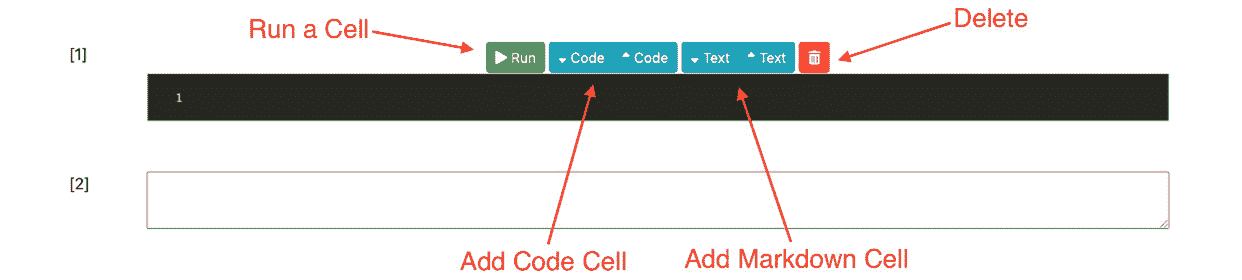 Run a Cell
Delete
[1]
Run Code Code Text Text
1
[2]
Add Code Cell
Add Markdown Cell